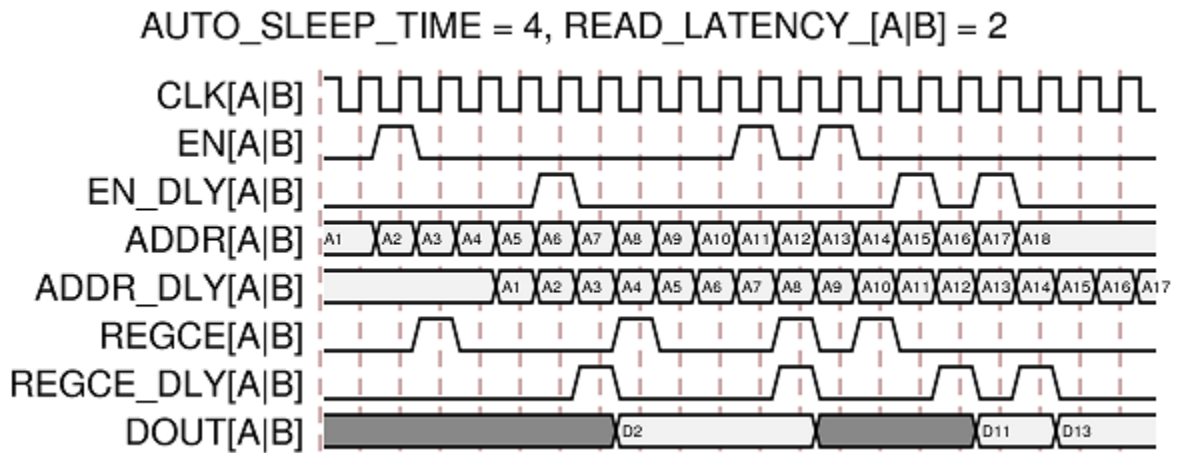 AUTO_SLEEP_TIME = 4, READ_LATENCY_[A|B] = 2
CLK[A|B]
EN[A|B]
EN_DLY[A|B]
ADDR[A|B] A1 A2 A3 A4 A5 A6 A7 A8 A9 A10 A11 A12 A13 A14 A15 A16 A17 A18
ADDR_DLY[A|B] A1 A2 A3 A4 A5 A6 A7 A8 A9 A10 A11 A12 A13 A14 A15 A16 A17
REGCE[A|B]
REGCE_DLY[A|B]
DOUT[A|B] D2 D11 D13